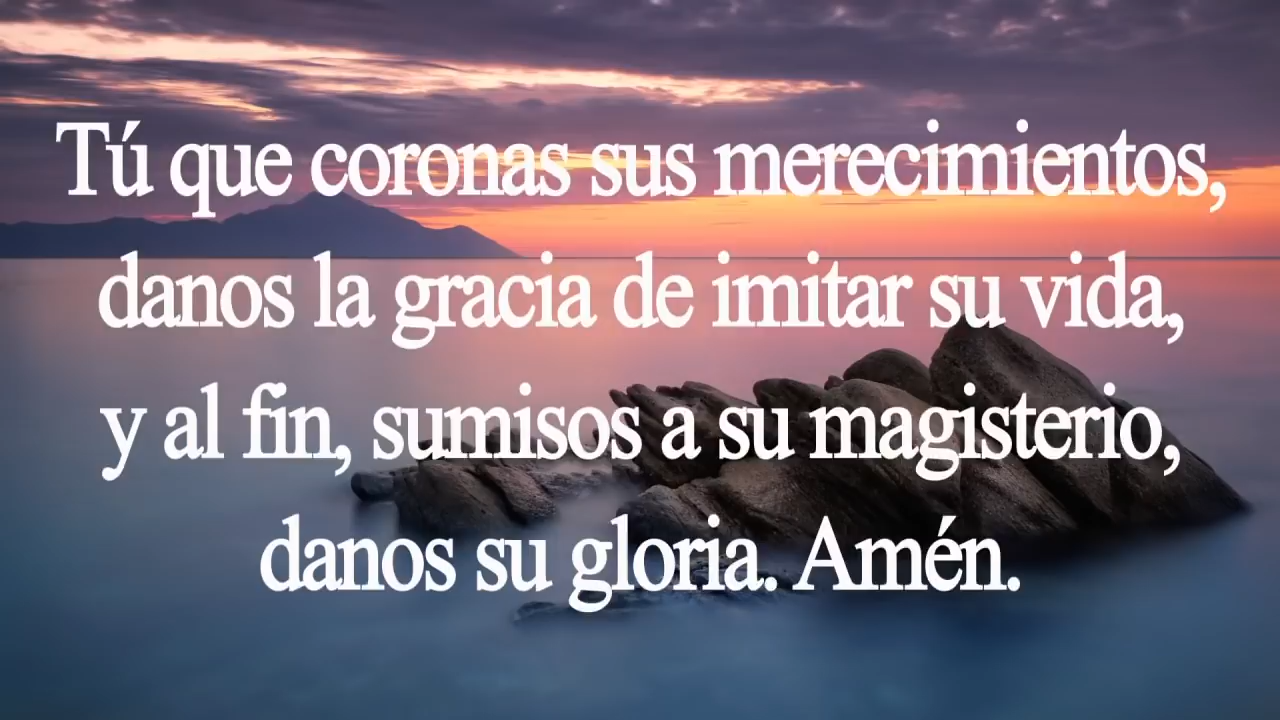 Tú que coronas sus merecimientos,
danos la gracia de imitar su vida,
y al fin, sumisos a su magisterio,
danos su gloria. Amén.